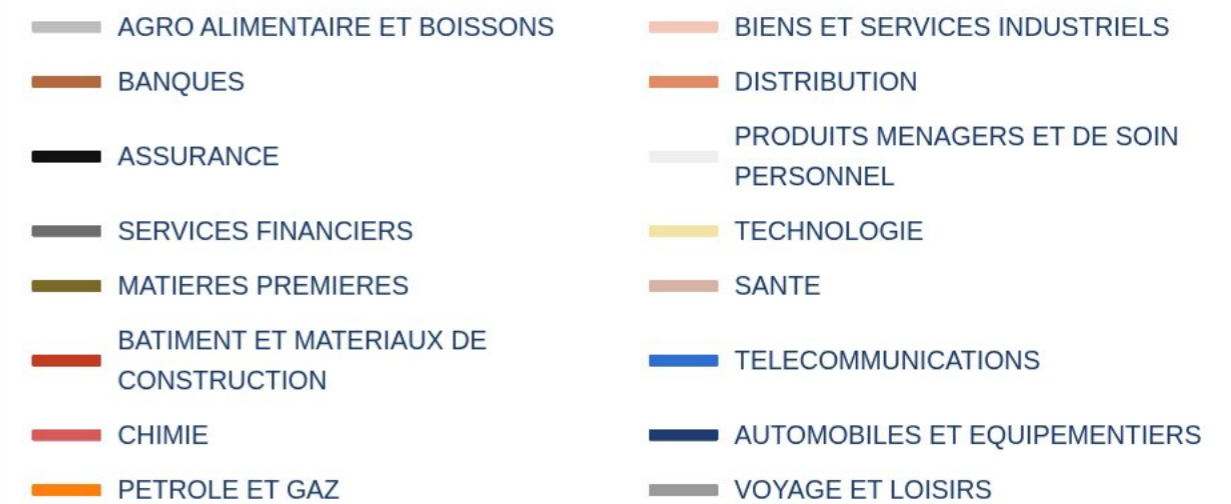 AGRO ALIMENTAIRE ET BOISSONS
BIENS ET SERVICES INDUSTRIELS
BANQUES
DISTRIBUTION
ASSURANCE
PRODUITS MENAGERS ET DE SOIN
PERSONNEL
SERVICES FINANCIERS
TECHNOLOGIE
MATIERES PREMIERES
SANTE
BATIMENT ET MATERIAUX DE
CONSTRUCTION
TELECOMMUNICATIONS
CHIMIE
AUTOMOBILES ET EQUIPEMENTIERS
PETROLE ET GAZ
VOYAGE ET LOISIRS